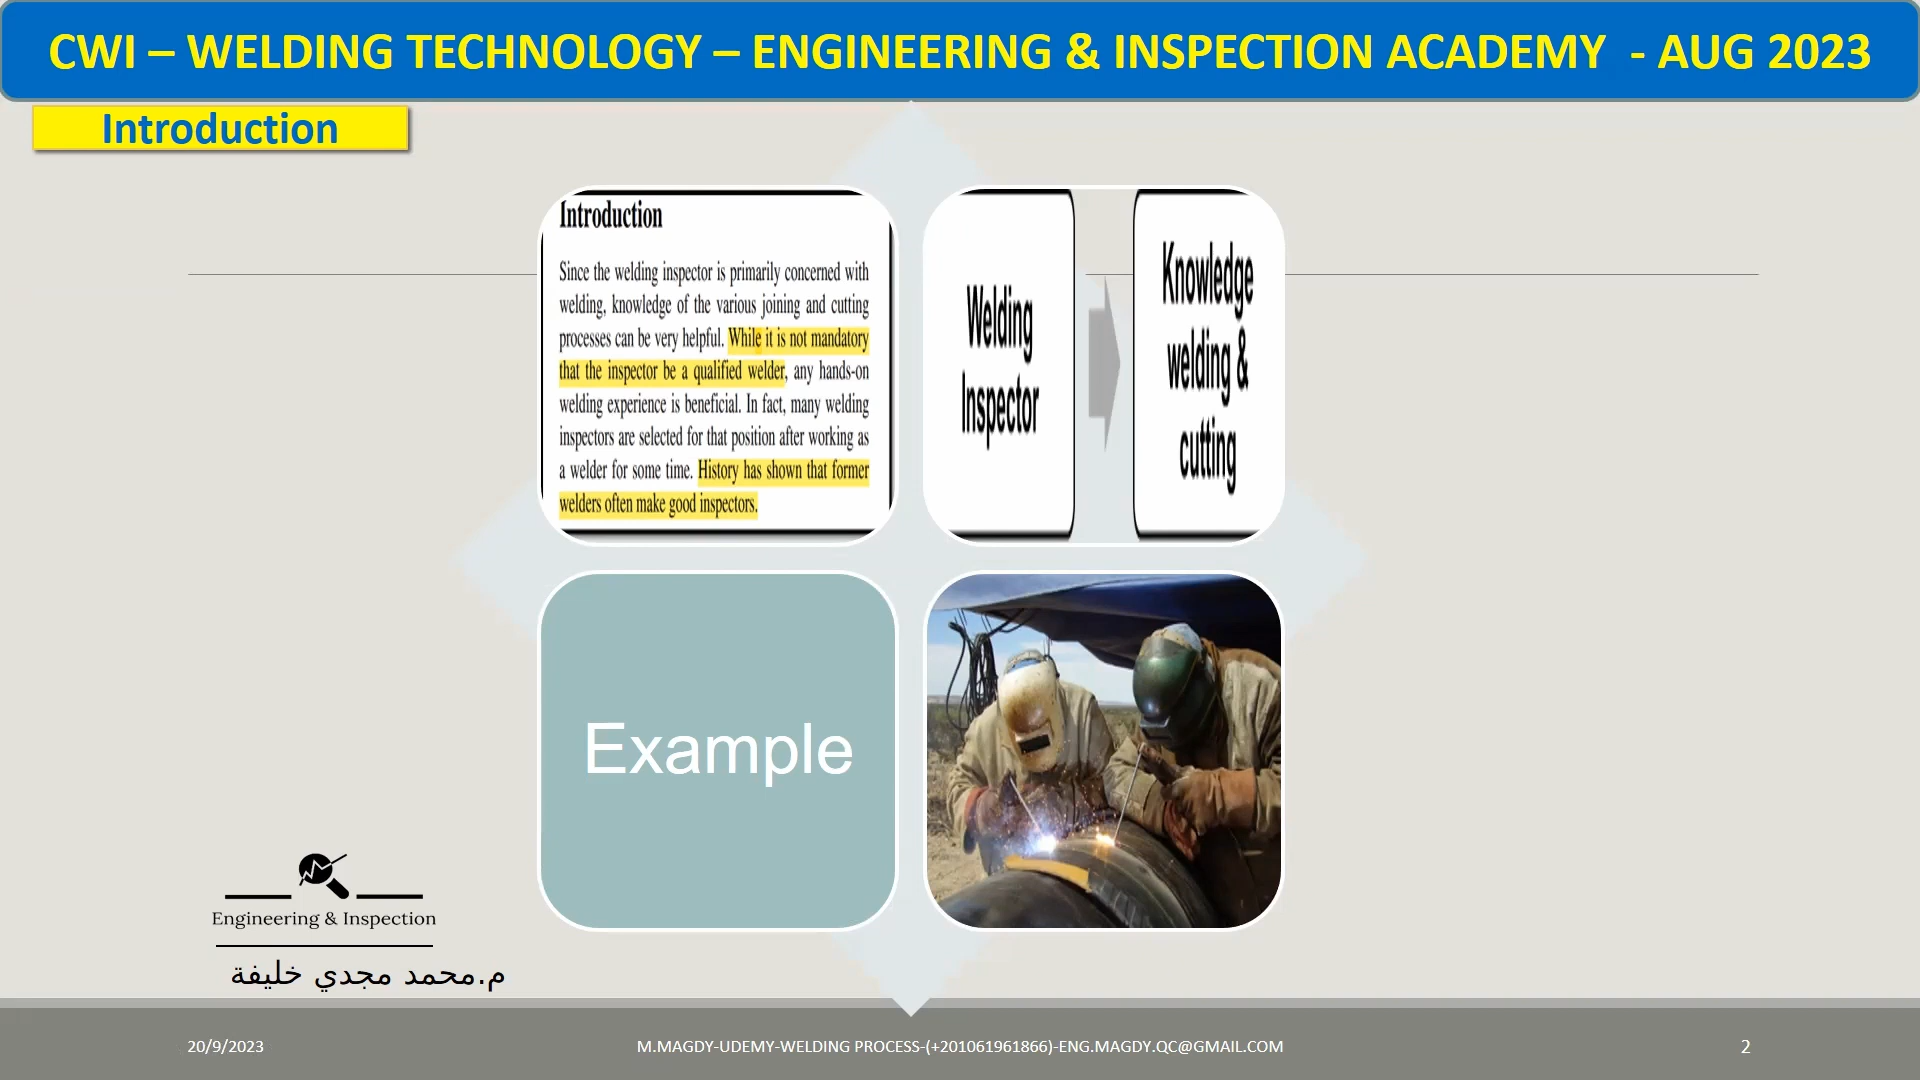 CWI – WELDING TECHNOLOGY – ENGINEERING & INSPECTION ACADEMY - AUG 2023
Introduction
Introduction
Since the welding inspector is primarily concerned with
welding, knowledge of the various joining and cutting
processes can be very helpful. While it is not mandatory
that the inspector be a qualified welder, any hands-on
welding experience is beneficial. In fact, many welding
inspectors are selected for that position after working as
a welder for some time. History has shown that former
welders often make good inspectors.
Welding
Inspector
Knowledge
welding &
cutting
Example
Engineering & Inspection
م.محمد مجدي خليفة
20/9/2023
M.MAGDY-UDEMY-WELDING PROCESS-(+201061961866)-ENG.MAGDY.QC@GMAIL.COM
2